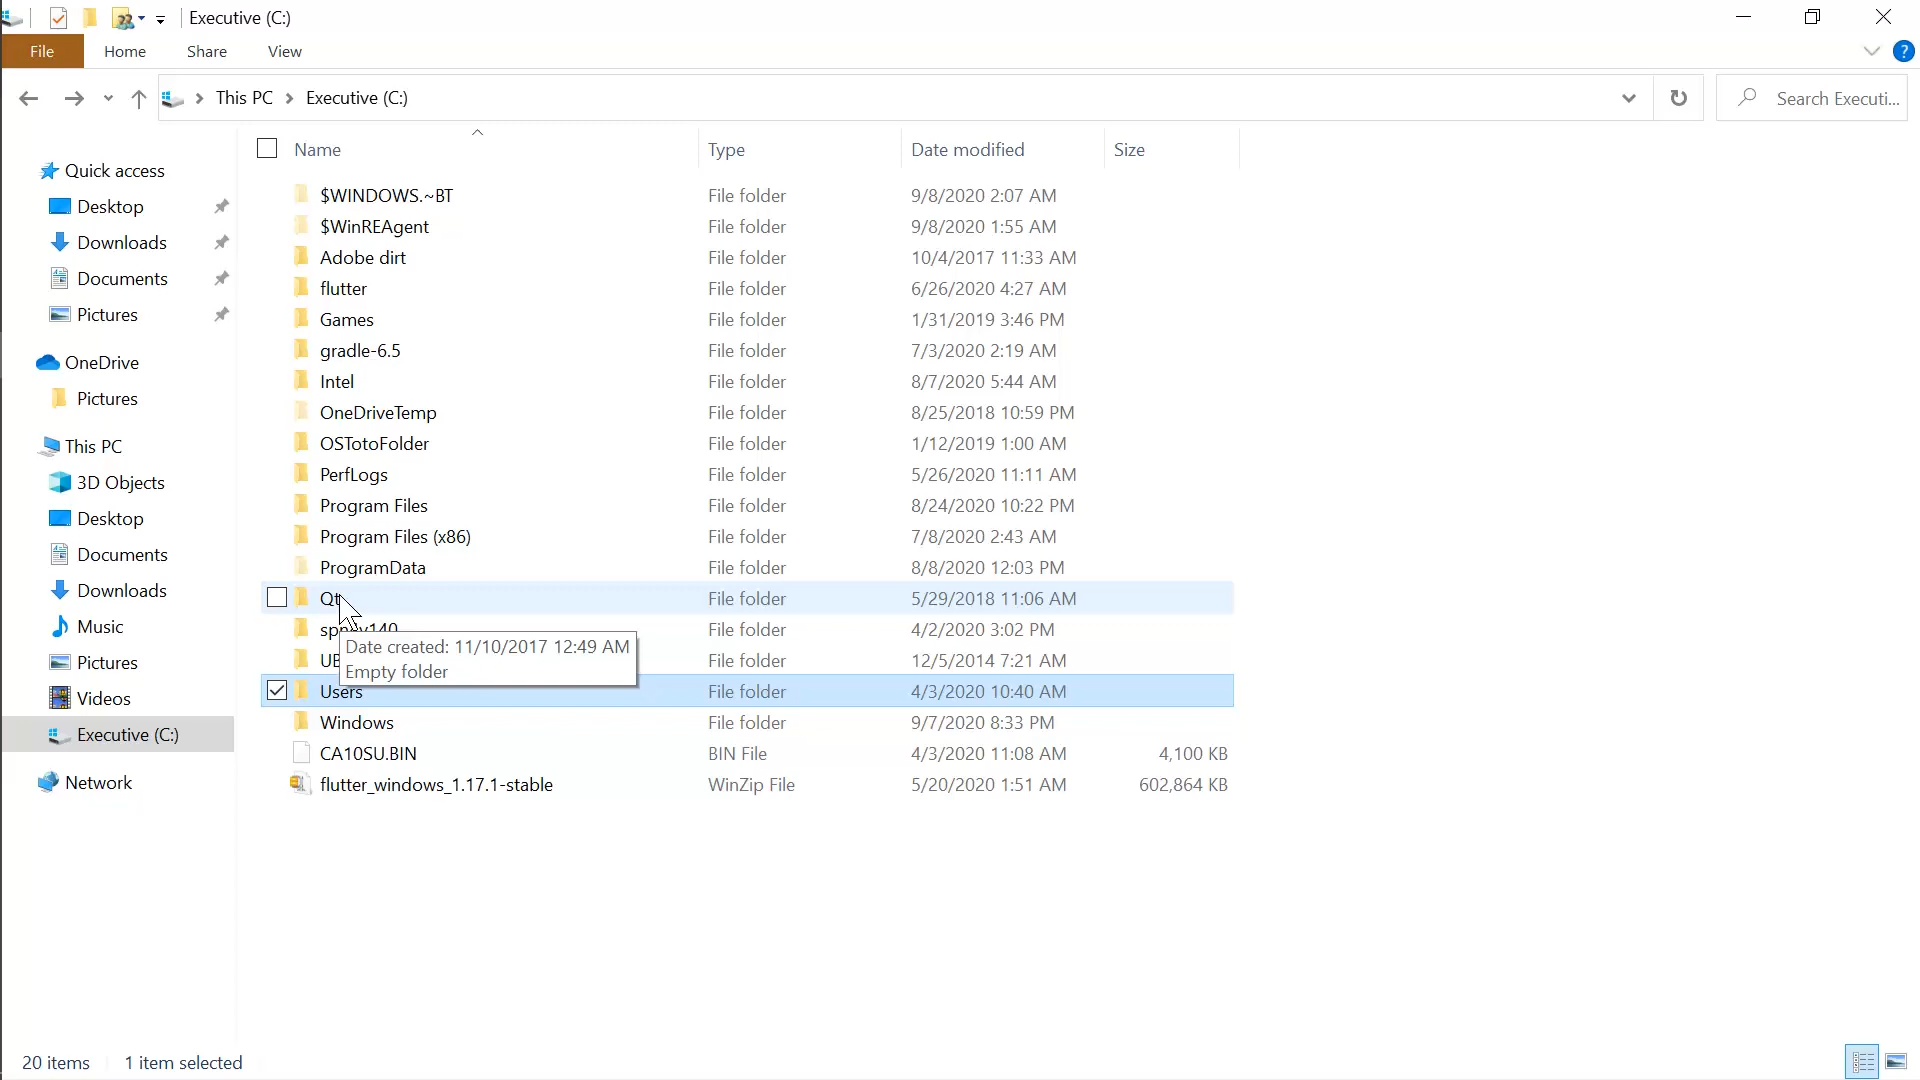 Executive (C:)
File Home Share View
?
This PC Executive (C:)
Search Executi...
Name Type Date modified Size
Quick access
Desktop
Downloads
Documents
Pictures
OneDrive
Pictures
This PC
3D Objects
Desktop
Documents
Downloads
Music
Pictures
Videos
Executive (C:)
Network
$WINDOWS.~BT File folder 9/8/2020 2:07 AM
$WinREAgent File folder 9/8/2020 1:55 AM
Adobe dirt File folder 10/4/2017 11:33 AM
flutter File folder 6/26/2020 4:27 AM
Games File folder 1/31/2019 3:46 PM
gradle-6.5 File folder 7/3/2020 2:19 AM
Intel File folder 8/7/2020 5:44 AM
OneDriveTemp File folder 8/25/2018 10:59 PM
OSTotoFolder File folder 1/12/2019 1:00 AM
PerfLogs File folder 5/26/2020 11:11 AM
Program Files File folder 8/24/2020 10:22 PM
Program Files (x86) File folder 7/8/2020 2:43 AM
ProgramData File folder 8/8/2020 12:03 PM
Qt File folder 5/29/2018 11:06 AM
File folder 4/2/2020 3:02 PM
Date created: 11/10/2017 12:49 AM
Empty folder
File folder 12/5/2014 7:21 AM
Users File folder 4/3/2020 10:40 AM
Windows File folder 9/7/2020 8:33 PM
CA10SU.BIN BIN File 4/3/2020 11:08 AM 4,100 KB
flutter_windows_1.17.1-stable WinZip File 5/20/2020 1:51 AM 602,864 KB
20 items 1 item selected